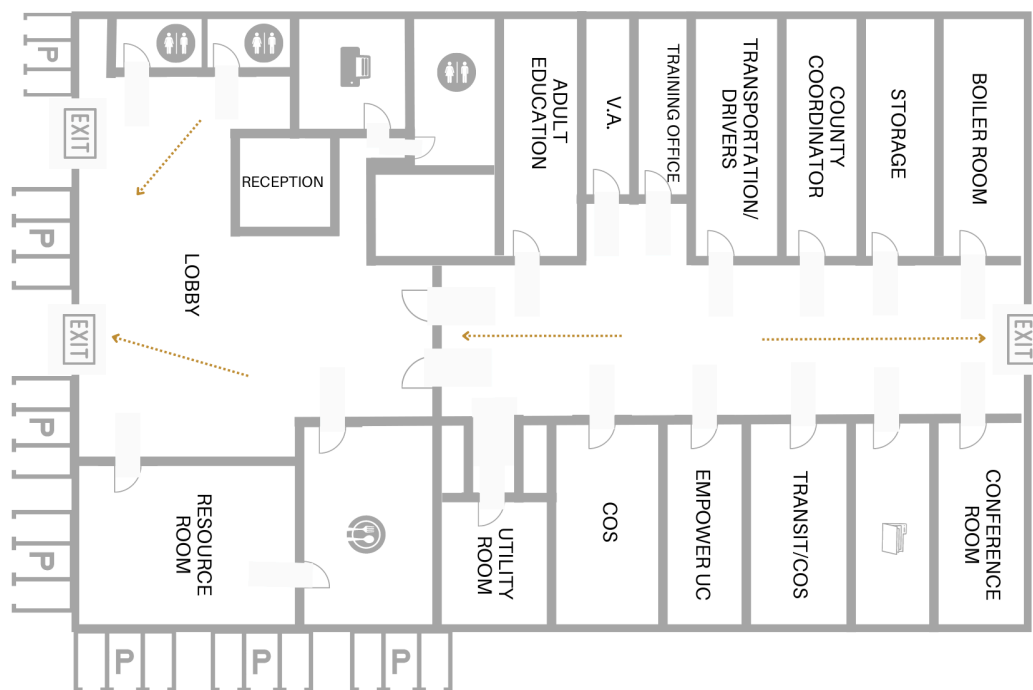 P
EXIT
RECEPTION
ADULT
EDUCATION
V.A.
TRAINING OFFICE
TRANSPORTATION/
DRIVERS
COUNTY
COORDINATOR
STORAGE
BOILER ROOM
P
LOBBY
EXIT
EXIT
P
RESOURCE
ROOM
UTILITY
ROOM
COS
EMPOWER UC
TRANSIT/COS
CONFERENCE
ROOM
P
P
P
P